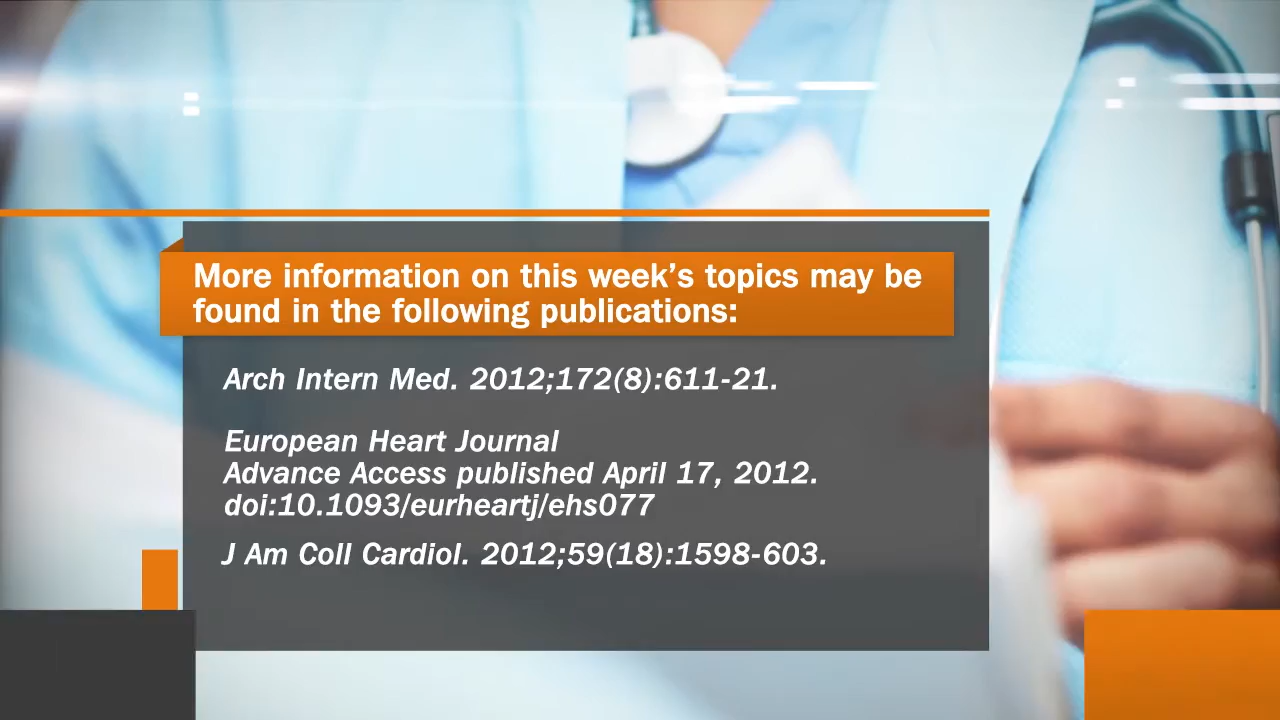 More information on this week’s topics may be
found in the following publications:
Arch Intern Med. 2012;172(8):611-21.
European Heart Journal
Advance Access published April 17, 2012.
doi:10.1093/eurheartj/ehs077
J Am Coll Cardiol. 2012;59(18):1598-603.